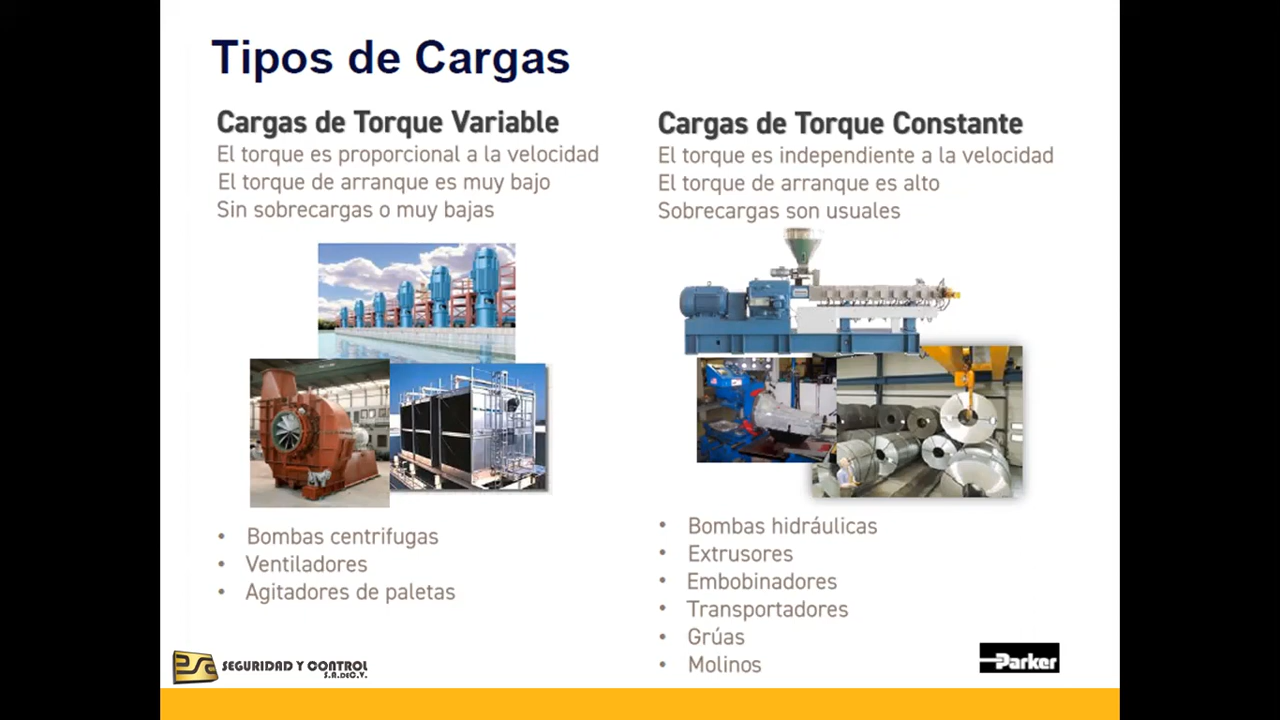 Tipos de Cargas
Cargas de Torque Variable
El torque es proporcional a la velocidad
El torque de arranque es muy bajo
Sin sobrecargas o muy bajas
Bombas centrifugas
Ventiladores
Agitadores de paletas
Cargas de Torque Constante
El torque es independiente a la velocidad
El torque de arranque es alto
Sobrecargas son usuales
Bombas hidráulicas
Extrusores
Embobinadores
Transportadores
Grúas
Molinos
SEGURIDAD Y CONTROL
S.A.DEC.V.
Parker